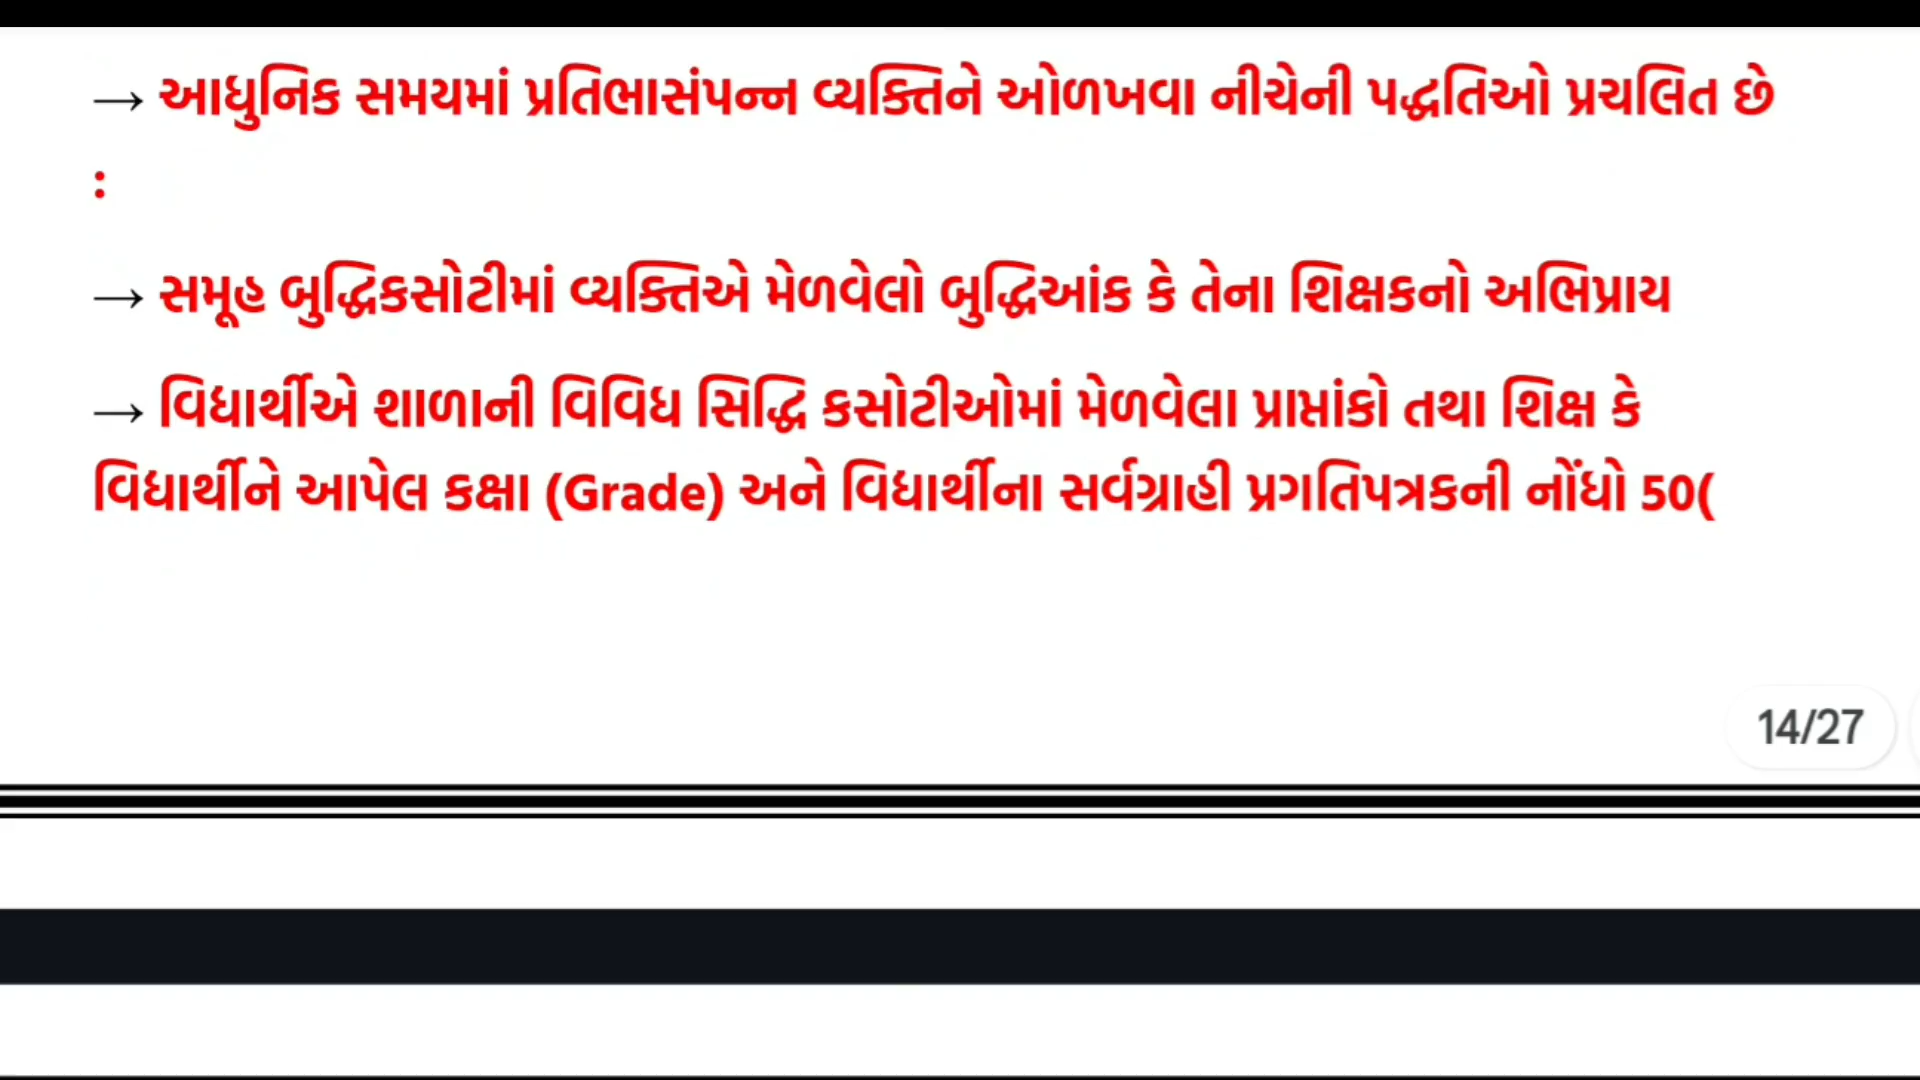 → આધુનિક સમયમાં પ્રતિભાસંપન્ન વ્યક્તિને ઓળખવા નીચેની પદ્ધતિઓ પ્રચલિત છે
:
→ સમૂહ બુદ્ધિકસોટીમાં વ્યક્તિએ મેળવેલો બુદ્ધિઆંક કે તેના શિક્ષકનો અભિપ્રાય
→ વિદ્યાર્થીએ શાળાની વિવિધ સિદ્ધિ કસોટીઓમાં મેળવેલા પ્રાપ્તાંકો તથા શિક્ષ કે
વિદ્યાર્થીને આપેલ કક્ષા (Grade) અને વિદ્યાર્થીના સર્વગ્રાહી પ્રગતિપત્રકની નોંધો 50(
14/27